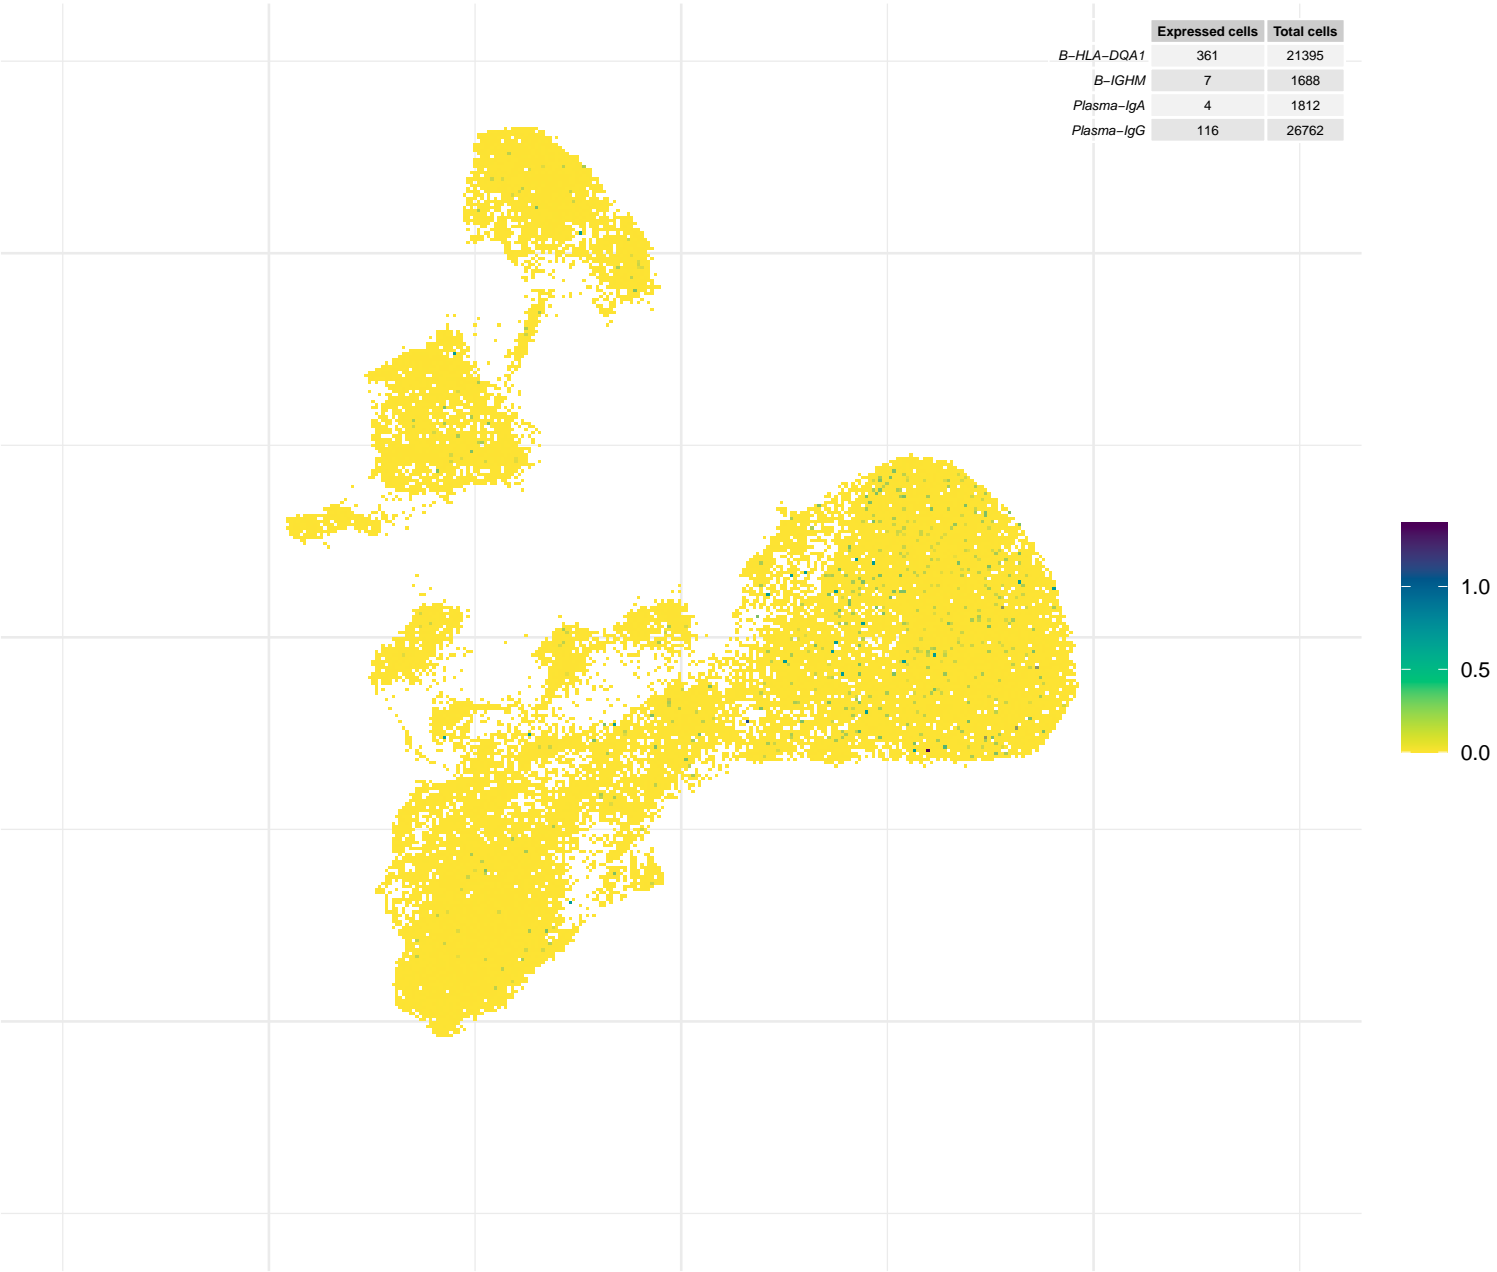 Expressed cells Total cells
B−HLA−DQA1 361 21395
B−IGHM 7 1688
Plasma−IgA 4 1812
Plasma−IgG 116 26762
1.0
0.5
0.0